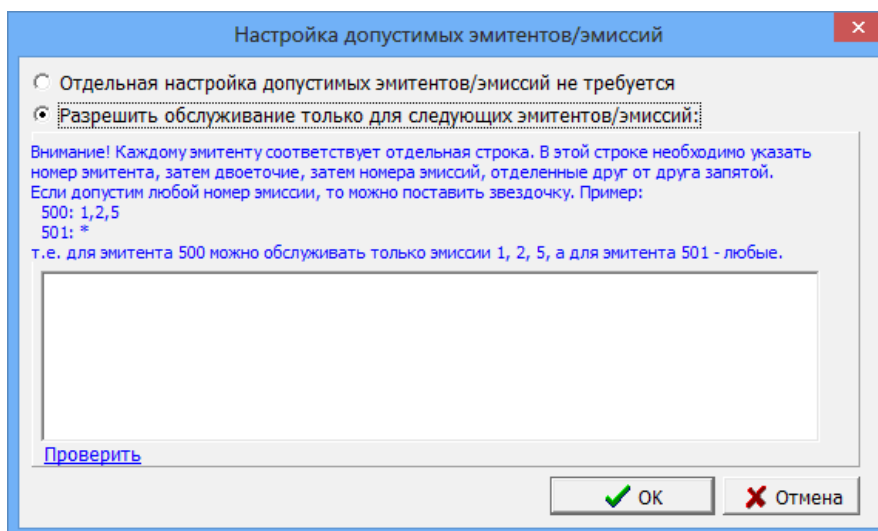 Настройка допустимых эмитентов/эмиссий
Отдельная настройка допустимых эмитентов/эмиссий не требуется
Разрешить обслуживание только для следующих эмитентов/эмиссий:
Внимание! Каждому эмитенту соответствует отдельная строка. В этой строке необходимо указать
номер эмитента, затем двоеточие, затем номера эмиссий, отделенные друг от друга запятой.
Если допустим любой номер эмиссии, то можно поставить звездочку. Пример:
500: 1,2,5
501: *
т.е. для эмитента 500 можно обслуживать только эмиссии 1, 2, 5, а для эмитента 501 - любые.
Проверить
OK
Отмена